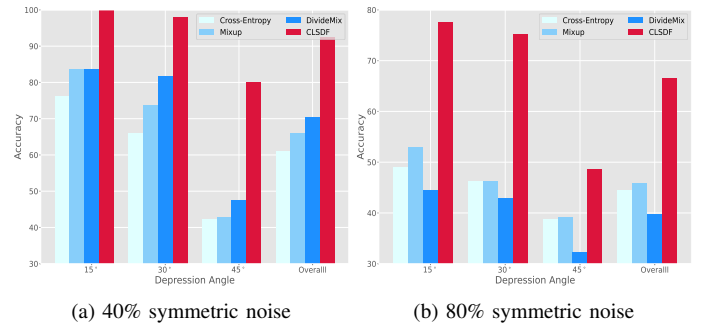 100
90
80
70
60
50
40
30
Accuracy
Cross-Entropy
Mixup
DivideMix
CLSDF
15°
30°
45°
Overalll
Depression Angle
(a) 40% symmetric noise
80
70
60
50
40
30
Accuracy
Cross-Entropy
Mixup
DivideMix
CLSDF
15°
30°
45°
Overalll
Depression Angle
(b) 80% symmetric noise